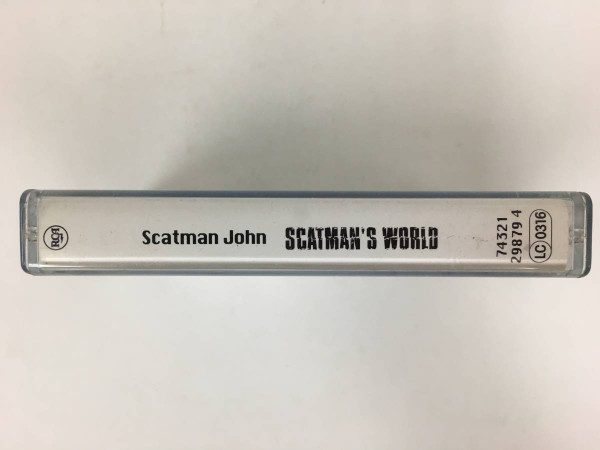 RCA
Scatman John SCATMAN'S WORLD
74321
29879 4
LC 0316